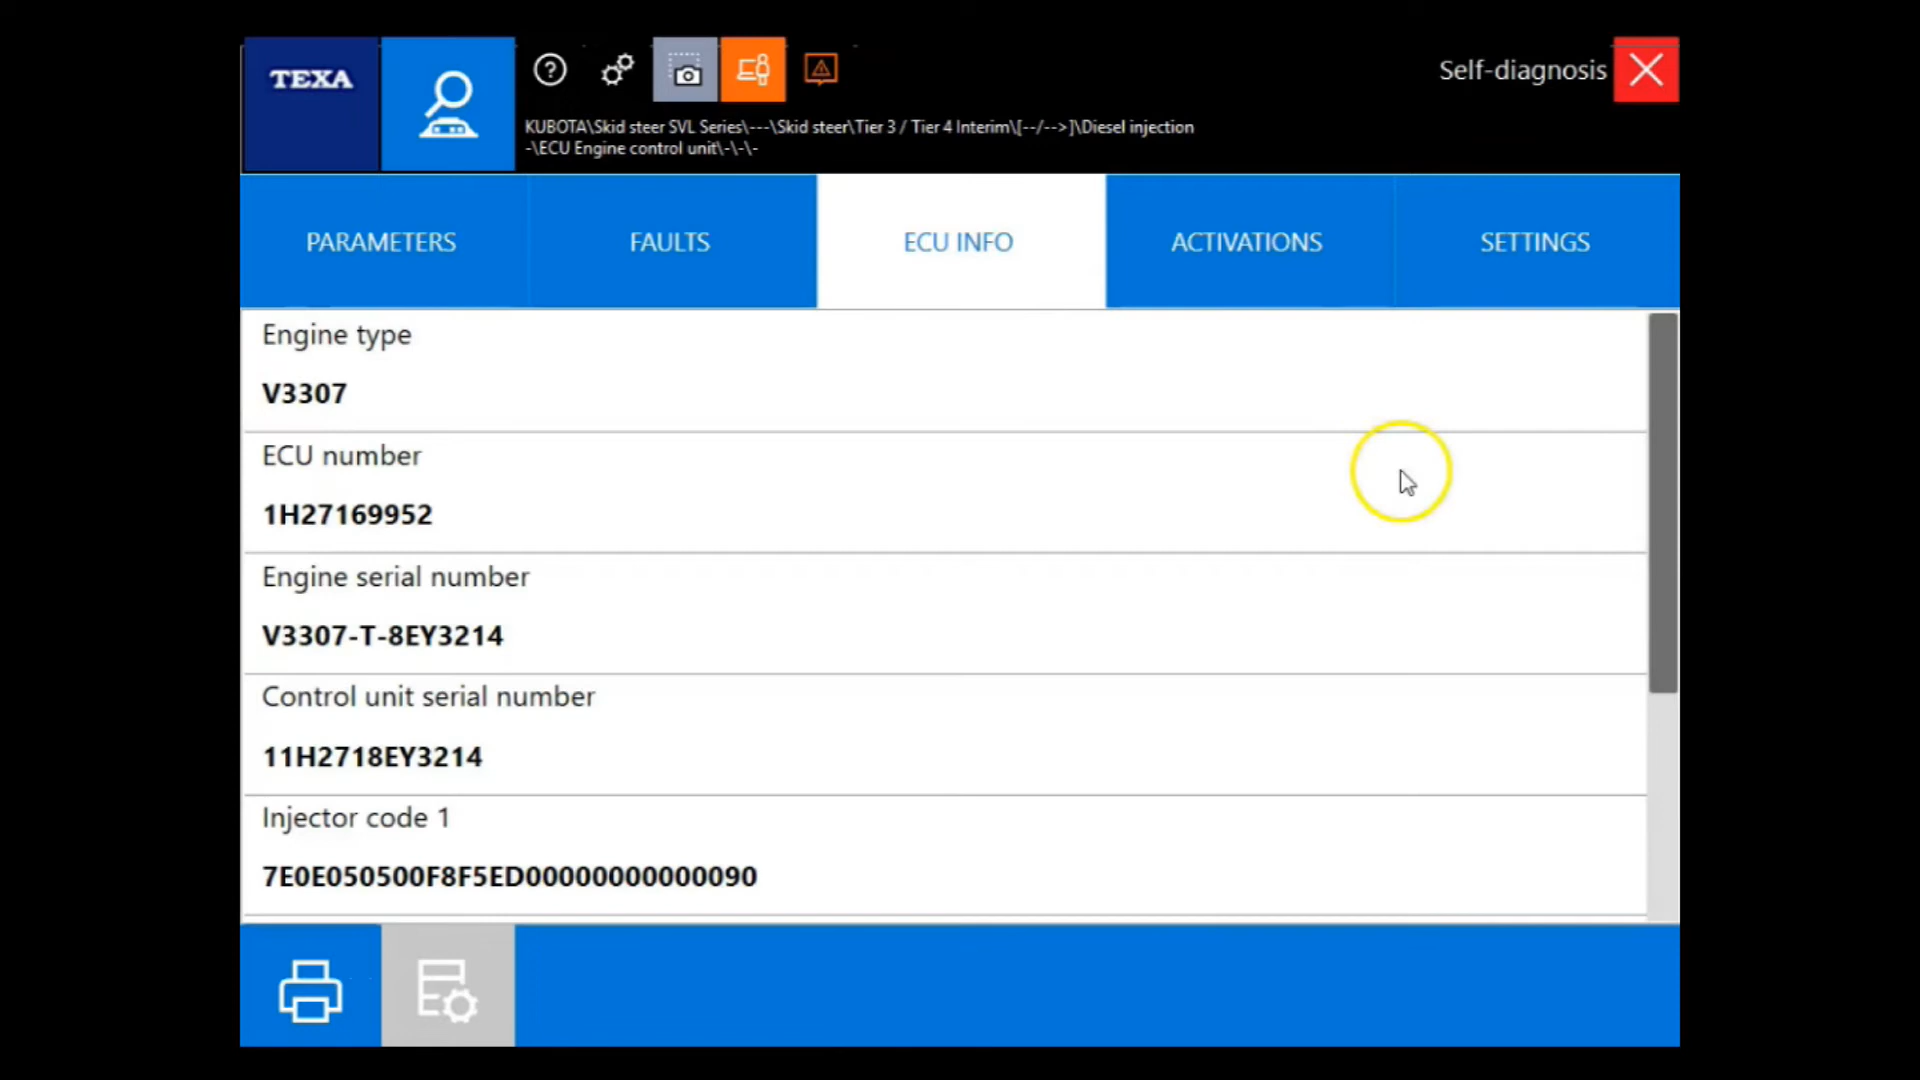 TEXA
Self-diagnosis
KUBOTA\Skid steer SVL Series\---\Skid steer\Tier 3 / Tier 4 Interim\[--/-->]\Diesel injection
-\ECU Engine control unit\-\-\-
PARAMETERS
FAULTS
ECU INFO
ACTIVATIONS
SETTINGS
Engine type
V3307
ECU number
1H27169952
Engine serial number
V3307-T-8EY3214
Control unit serial number
11H2718EY3214
Injector code 1
7E0E050500F8F5ED00000000000090